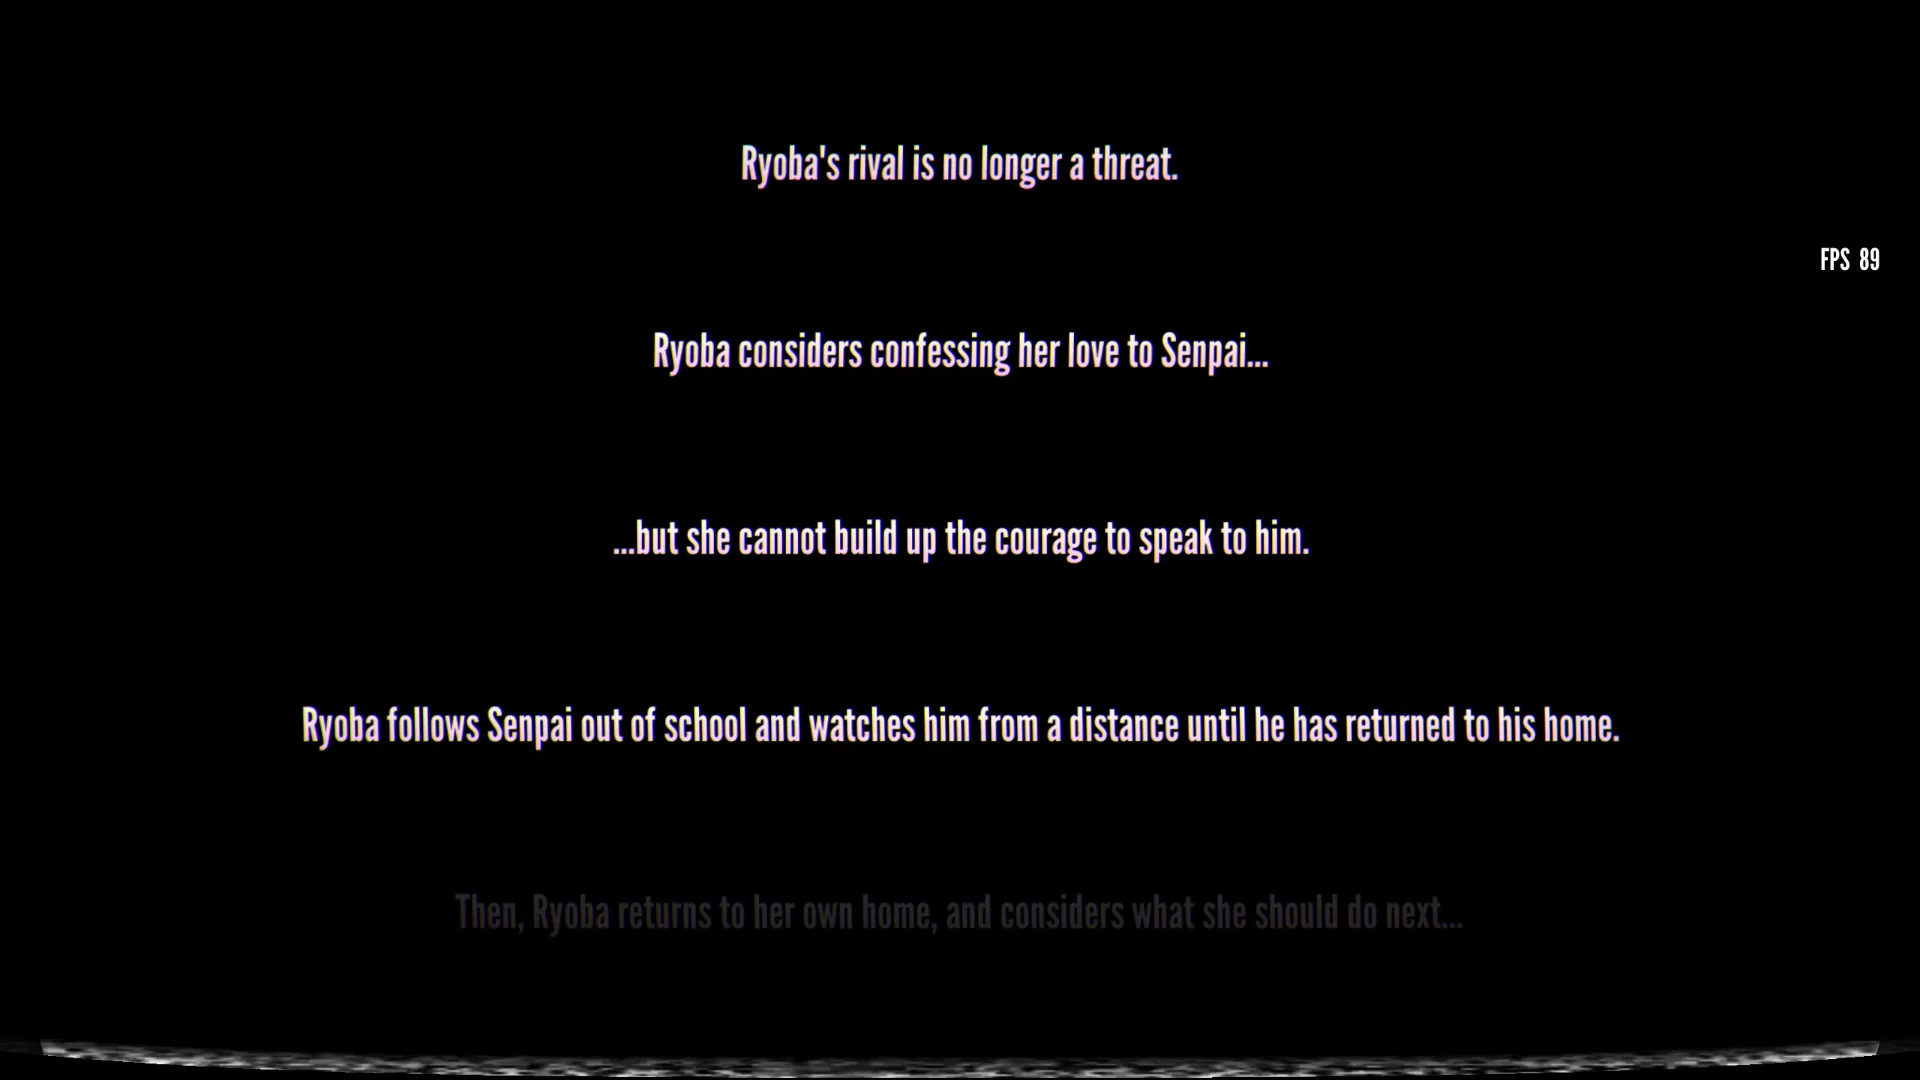 Ryoba's rival is no longer a threat.
FPS 89
Ryoba considers confessing her love to Senpai...
...but she cannot build up the courage to speak to him.
Ryoba follows Senpai out of school and watches him from a distance until he has returned to his home.
Then, Ryoba returns to her own home, and considers what she should do next...